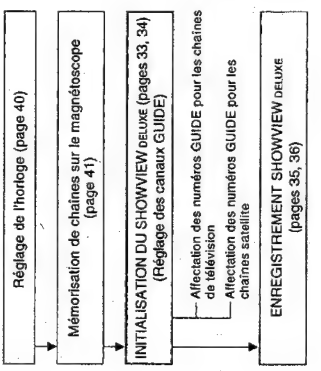 Réglage de l'horloge (page 40)
Mémorisation de chaînes sur le magnétoscope
(page 41)
INITIALISATION DU SHOWVIEW DELUXE (pages 33, 34)
(Réglage des canaux GUIDE)
Affectation des numéros GUIDE pour les chaînes
de télévision
Affectation des numéros GUIDE pour les
chaînes satellite
ENREGISTREMENT SHOWVIEW DELUXE
(pages 35, 36)